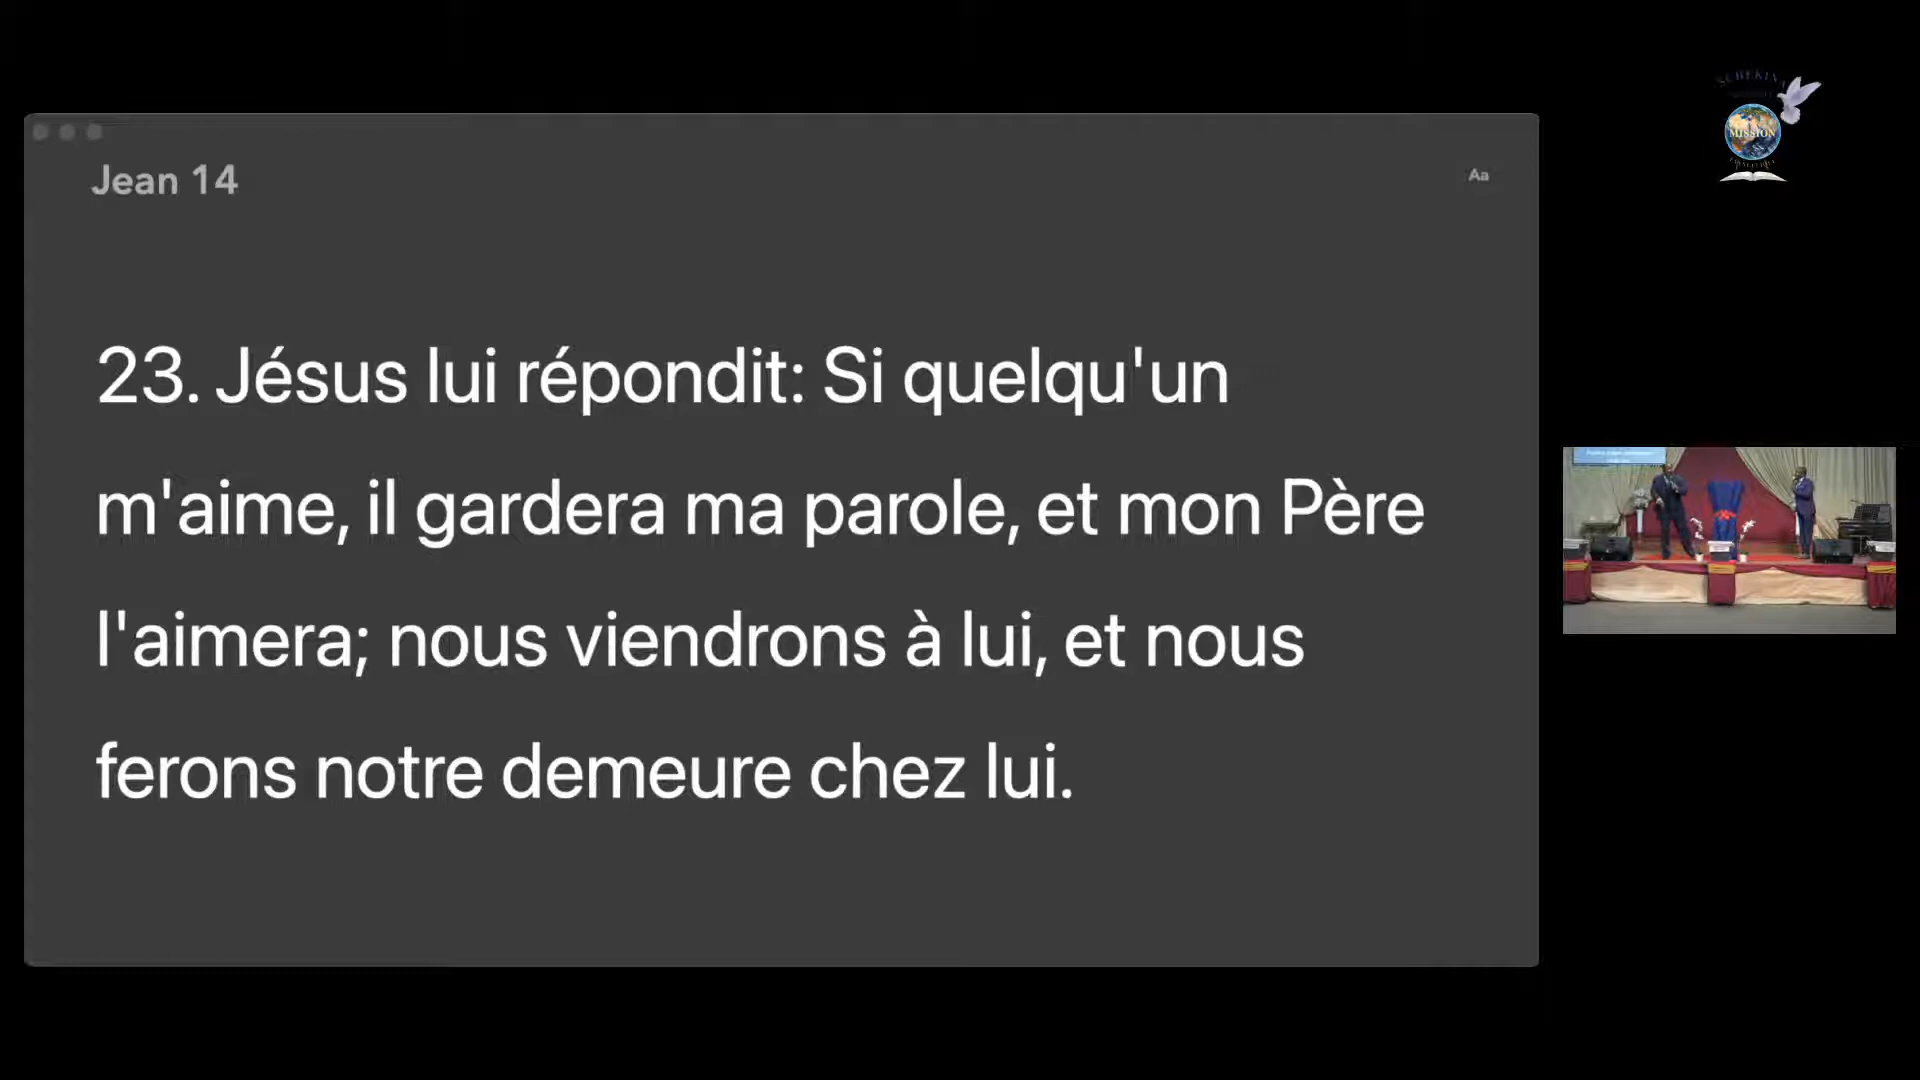 Jean 14
Aa
23. Jésus lui répondit: Si quelqu'un
m'aime, il gardera ma parole, et mon Père
l'aimera; nous viendrons à lui, et nous
ferons notre demeure chez lui.
MISSION